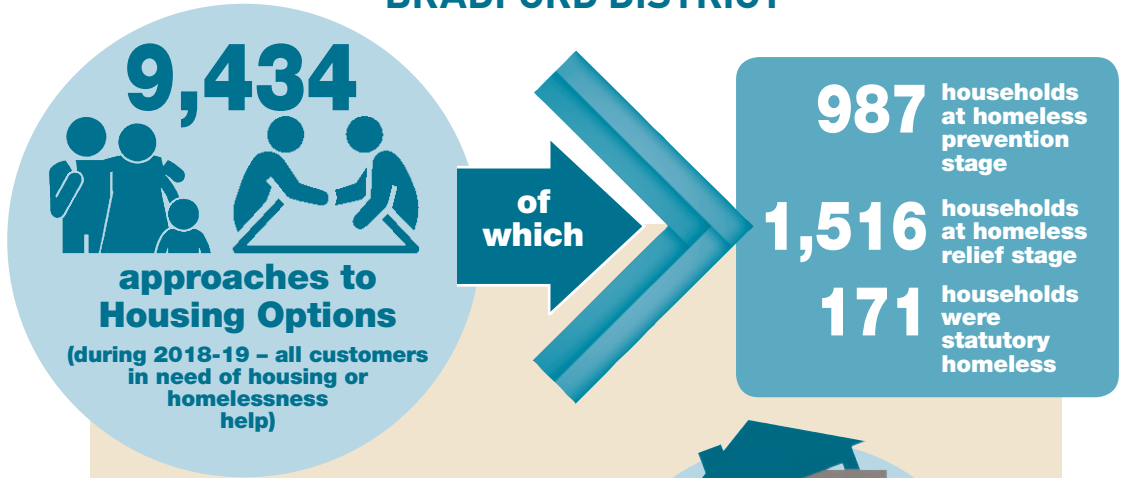 BRADFORD DISTRICT
9,434
approaches to
Housing Options
(during 2018-19 – all customers
in need of housing or
homelessness
help)
of
which
987 households
at homeless
prevention
stage
1,516 households
at homeless
relief stage
171 households
were
statutory
homeless